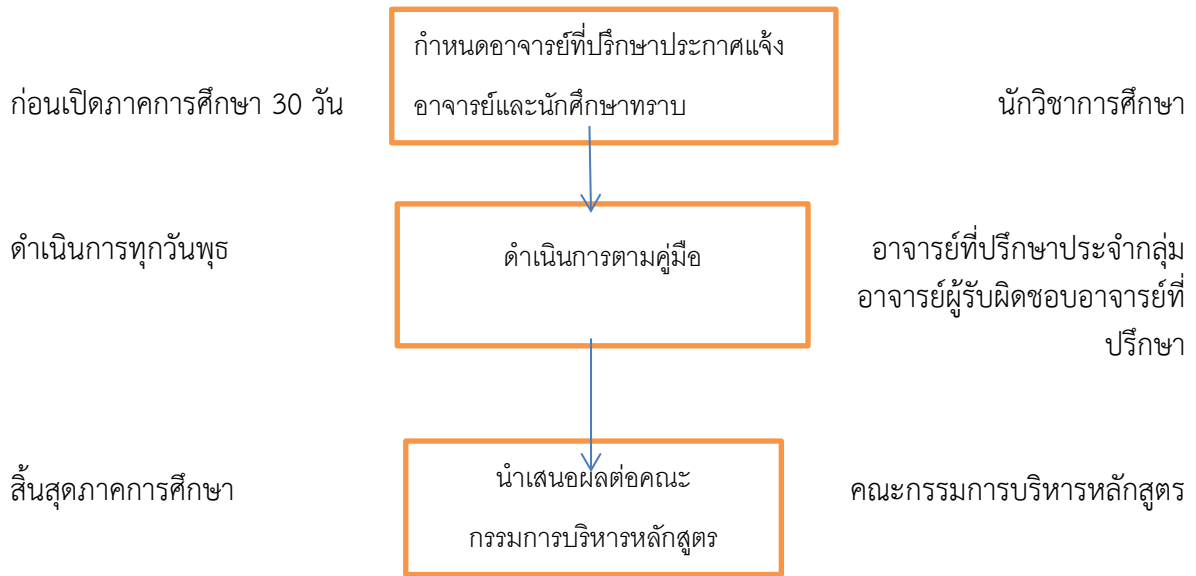 กำหนดอาจารย์ที่ปรึกษาประกาศแจ้ง
อาจารย์และนักศึกษาทราบ
ก่อนเปิดภาคการศึกษา 30 วัน
นักวิชาการศึกษา
ดำเนินการทุกวันพุธ
ดำเนินการตามคู่มือ
อาจารย์ที่ปรึกษาประจำกลุ่ม
อาจารย์ผู้รับผิดชอบอาจารย์ที่
ปรึกษา
สิ้นสุดภาคการศึกษา
นำเสนอผลต่อคณะ
กรรมการบริหารหลักสูตร
คณะกรรมการบริหารหลักสูตร